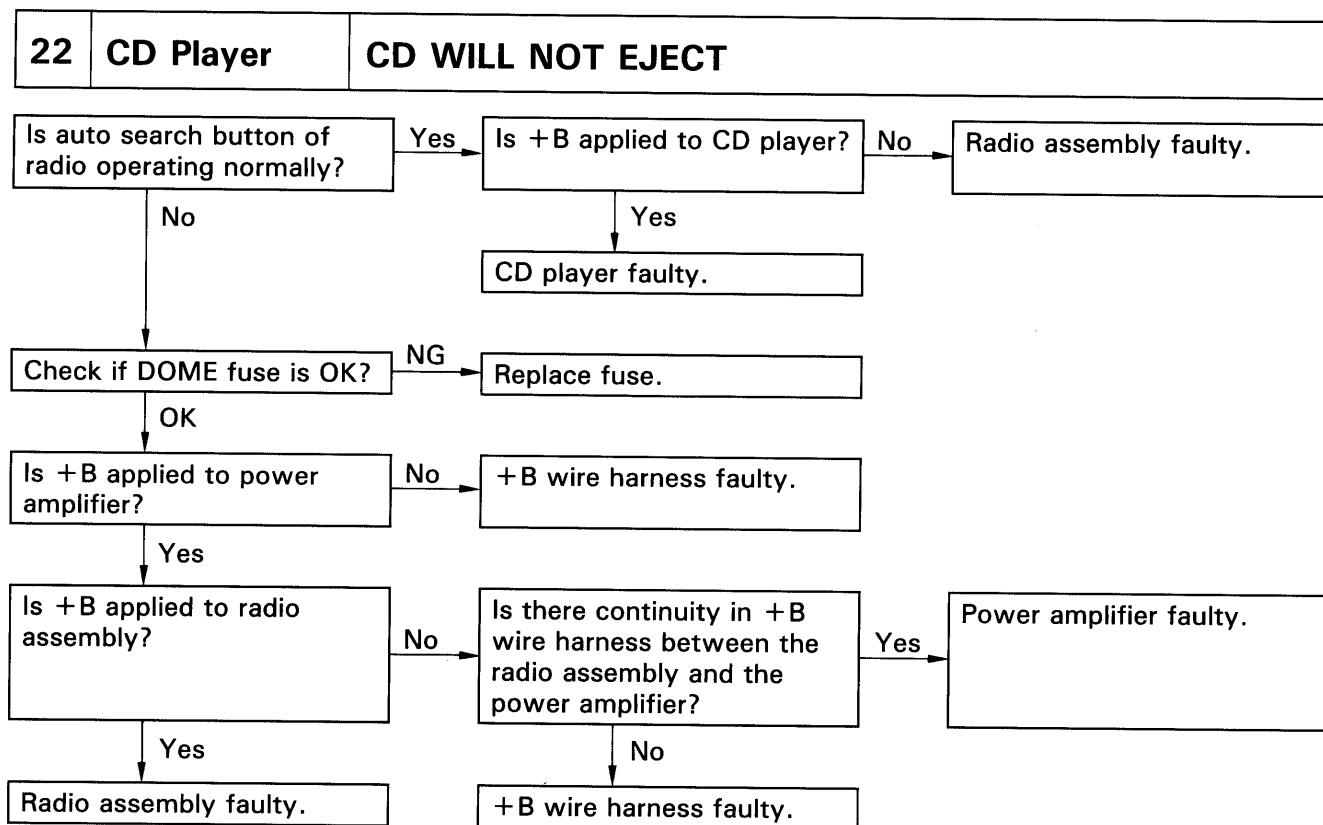 22 CD Player CD WILL NOT EJECT
Is auto search button of
radio operating normally?
Yes
Is +B applied to CD player?
No
Radio assembly faulty.
No
Yes
CD player faulty.
Check if DOME fuse is OK?
NG
Replace fuse.
OK
Is +B applied to power
amplifier?
No
+B wire harness faulty.
Yes
Is +B applied to radio
assembly?
No
Is there continuity in +B
wire harness between the
radio assembly and the
power amplifier?
Yes
Power amplifier faulty.
Yes
No
Radio assembly faulty.
+B wire harness faulty.